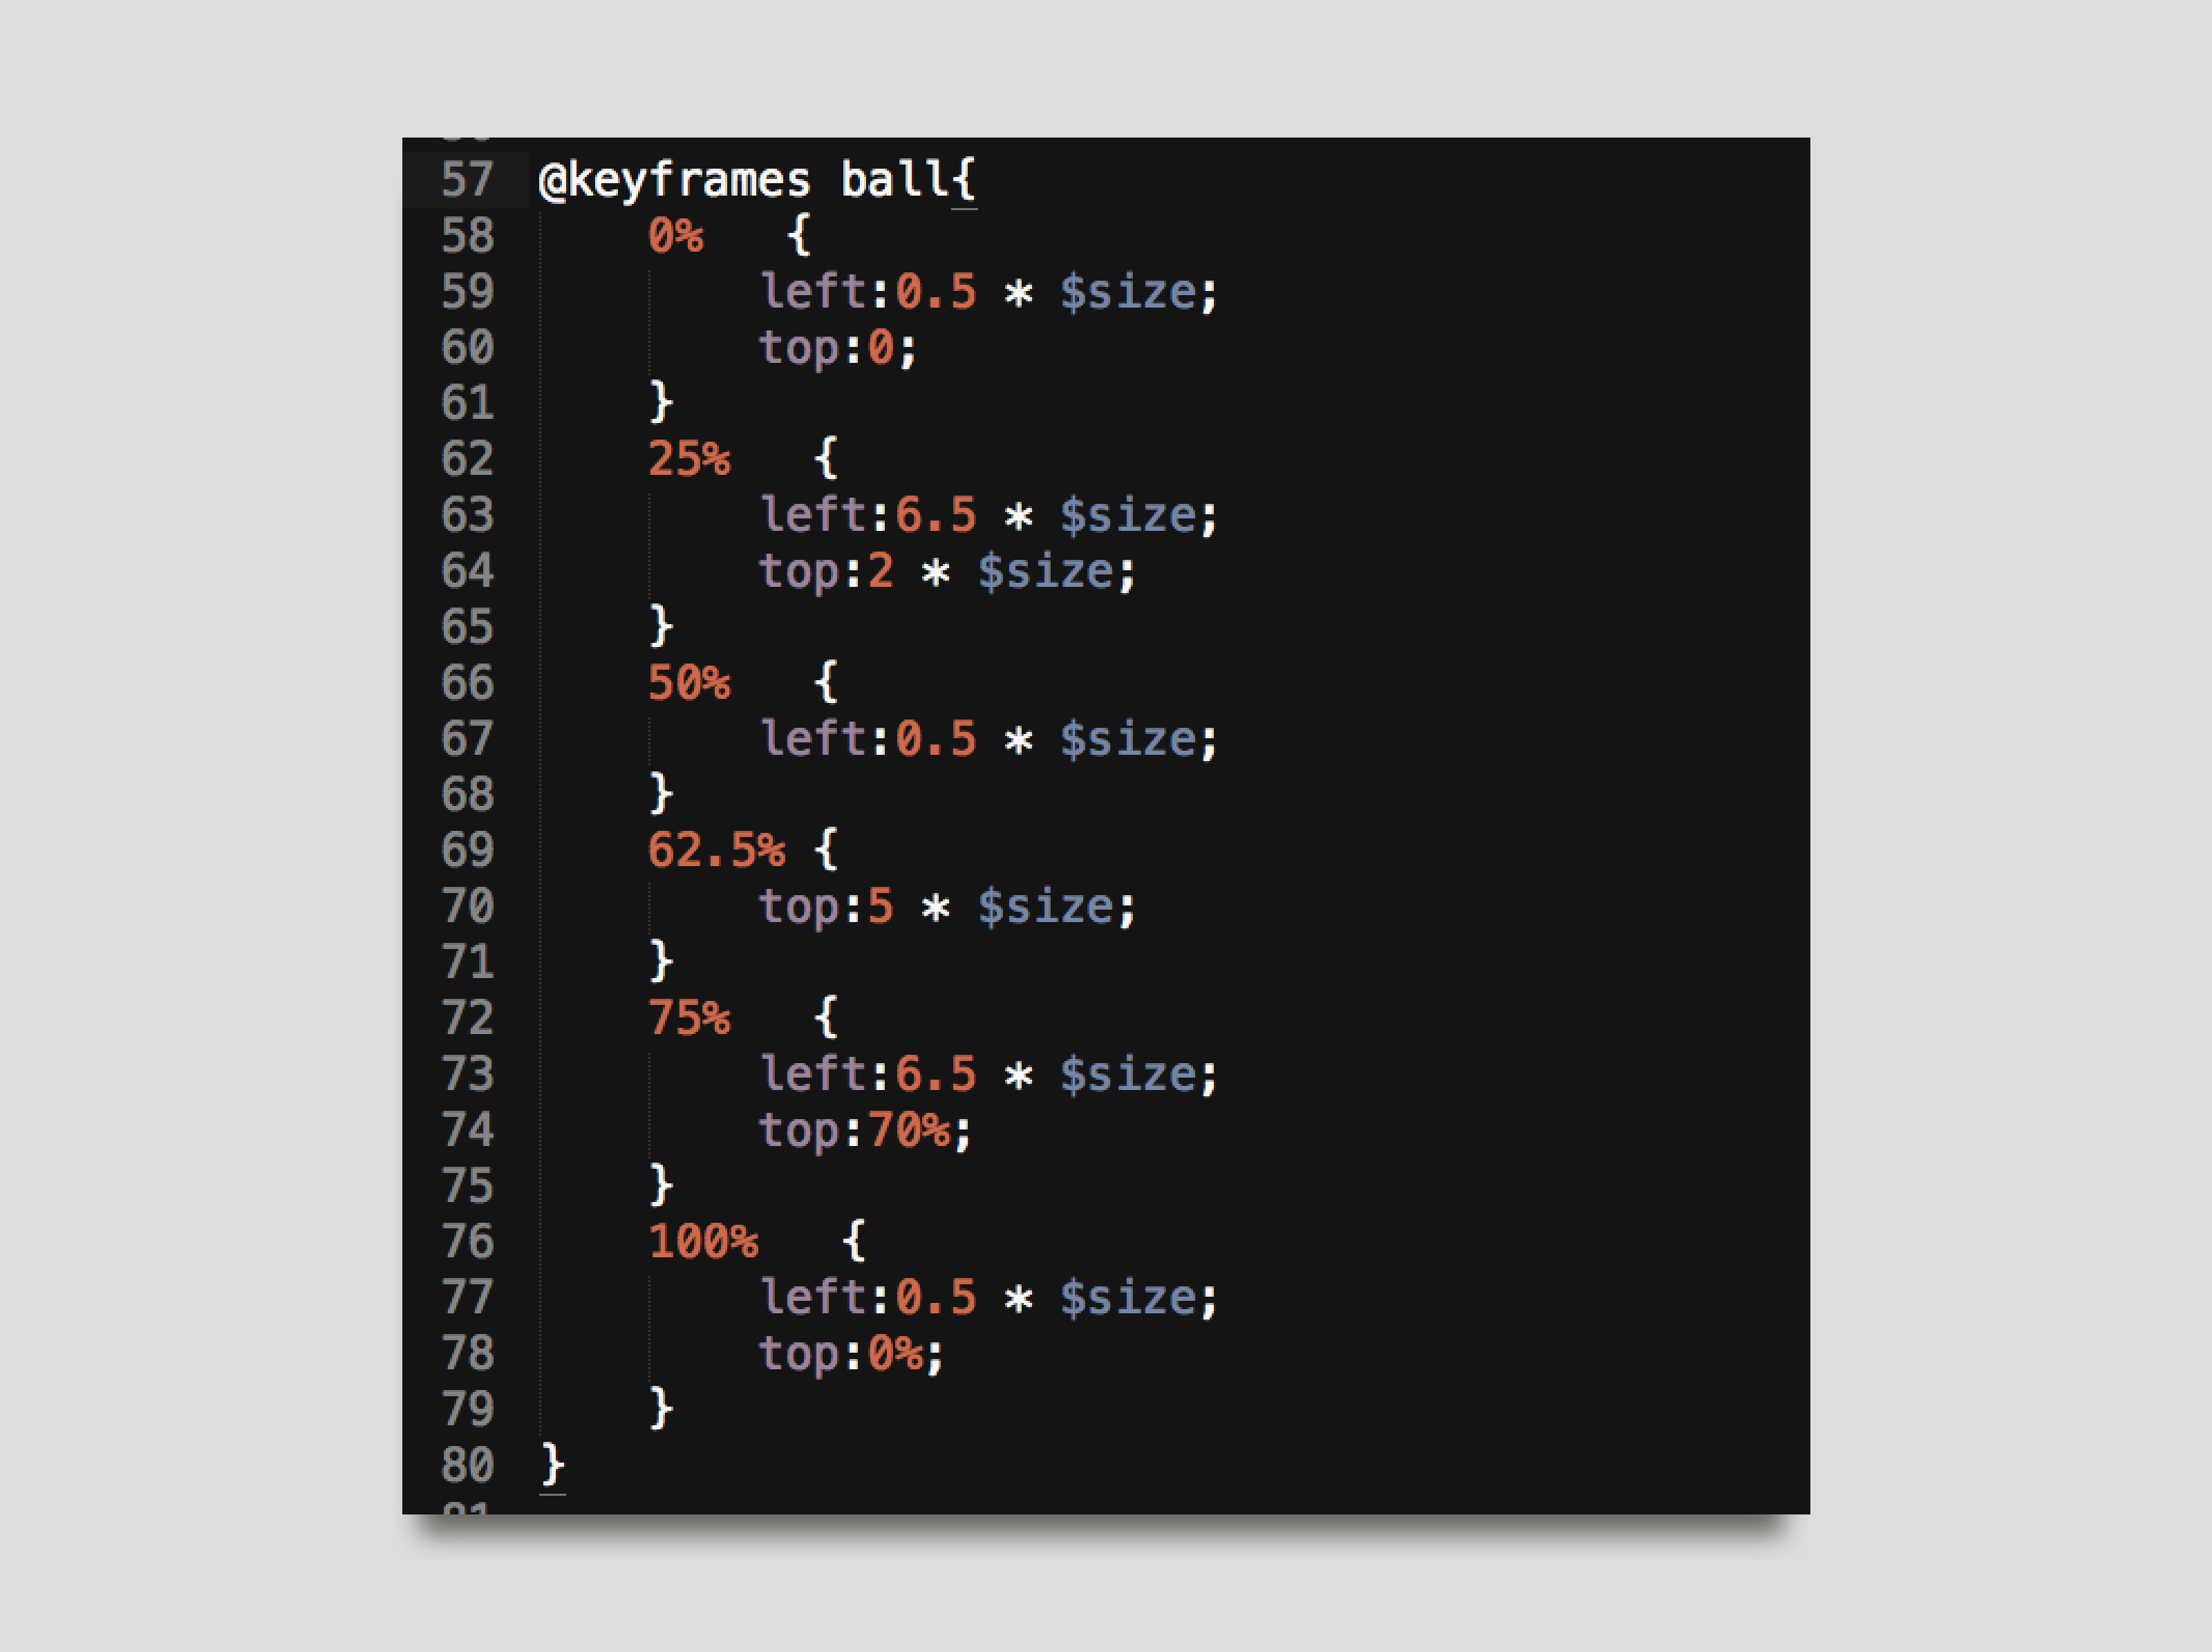 57 @keyframes ball{
58     0%   {
59         left:0.5 * $size;
60         top:0;
61     }
62     25%   {
63         left:6.5 * $size;
64         top:2 * $size;
65     }
66     50%   {
67         left:0.5 * $size;
68     }
69     62.5% {
70         top:5 * $size;
71     }
72     75%   {
73         left:6.5 * $size;
74         top:70%;
75     }
76     100%   {
77         left:0.5 * $size;
78         top:0%;
79     }
80 }